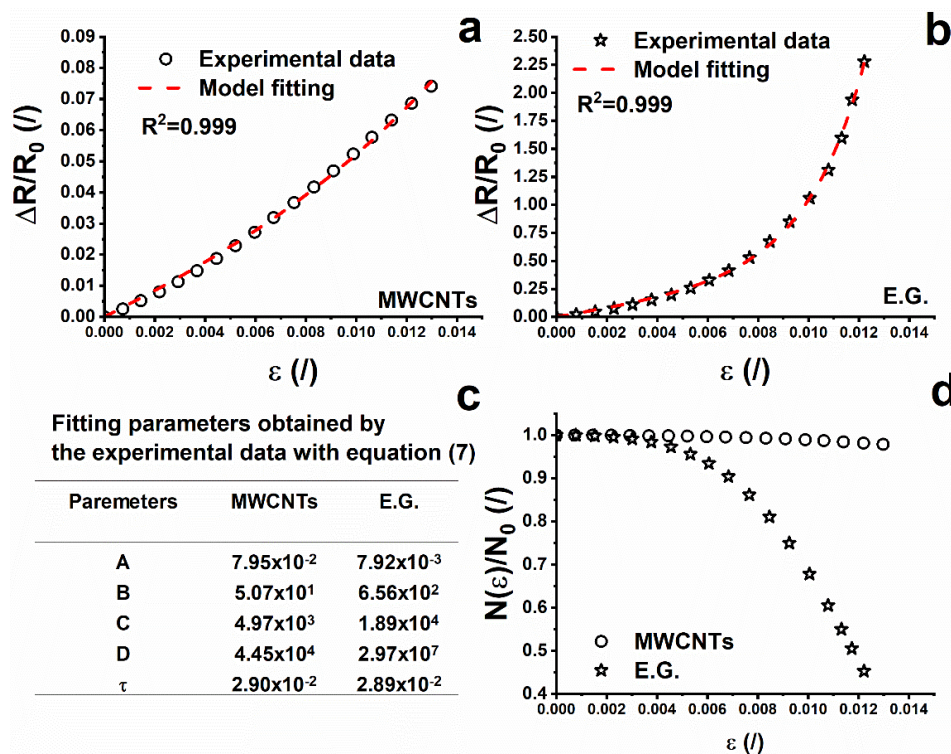 a
0.09
0.08
0.07
0.06
0.05
0.04
0.03
0.02
0.01
0.00
ΔR/R0 (/)
Experimental data
Model fitting
R²=0.999
MWCNTs
0.000 0.002 0.004 0.006 0.008 0.010 0.012 0.014
ε (/)
b
2.50
2.25
2.00
1.75
1.50
1.25
1.00
0.75
0.50
0.25
0.00
ΔR/R0 (/)
Experimental data
Model fitting
R²=0.999
E.G.
0.000 0.002 0.004 0.006 0.008 0.010 0.012 0.014
ε (/)
c
Fitting parameters obtained by
the experimental data with equation (7)
Paremeters MWCNTs E.G.
A 7.95x10⁻² 7.92x10⁻³
B 5.07x10¹ 6.56x10²
C 4.97x10³ 1.89x10⁴
D 4.45x10⁴ 2.97x10⁷
τ 2.90x10⁻² 2.89x10⁻²
d
1.0
0.9
0.8
0.7
0.6
0.5
0.4
N(ε)/N0 (/)
MWCNTs
E.G.
0.000 0.002 0.004 0.006 0.008 0.010 0.012 0.014
ε (/)